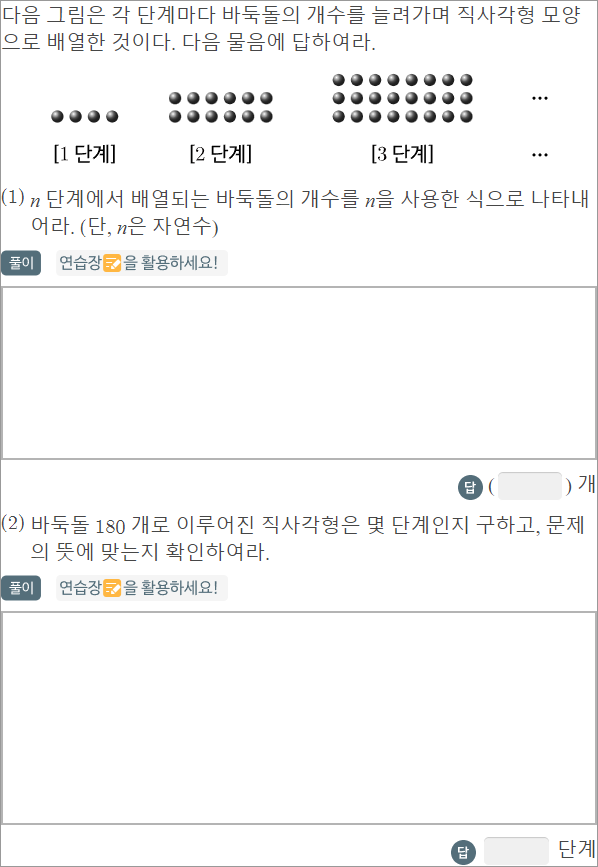 다음 그림은 각 단계마다 바둑돌의 개수를 늘려가며 직사각형 모양
으로 배열한 것이다. 다음 물음에 답하여라.
...
[1 단계] [2 단계] [3 단계] ...
(1) n 단계에서 배열되는 바둑돌의 개수를 n을 사용한 식으로 나타내
어라. (단, n은 자연수)
풀이 연습장을 활용하세요!
답 ( ) 개
(2) 바둑돌 180 개로 이루어진 직사각형은 몇 단계인지 구하고, 문제
의 뜻에 맞는지 확인하여라.
풀이 연습장을 활용하세요!
답 단계